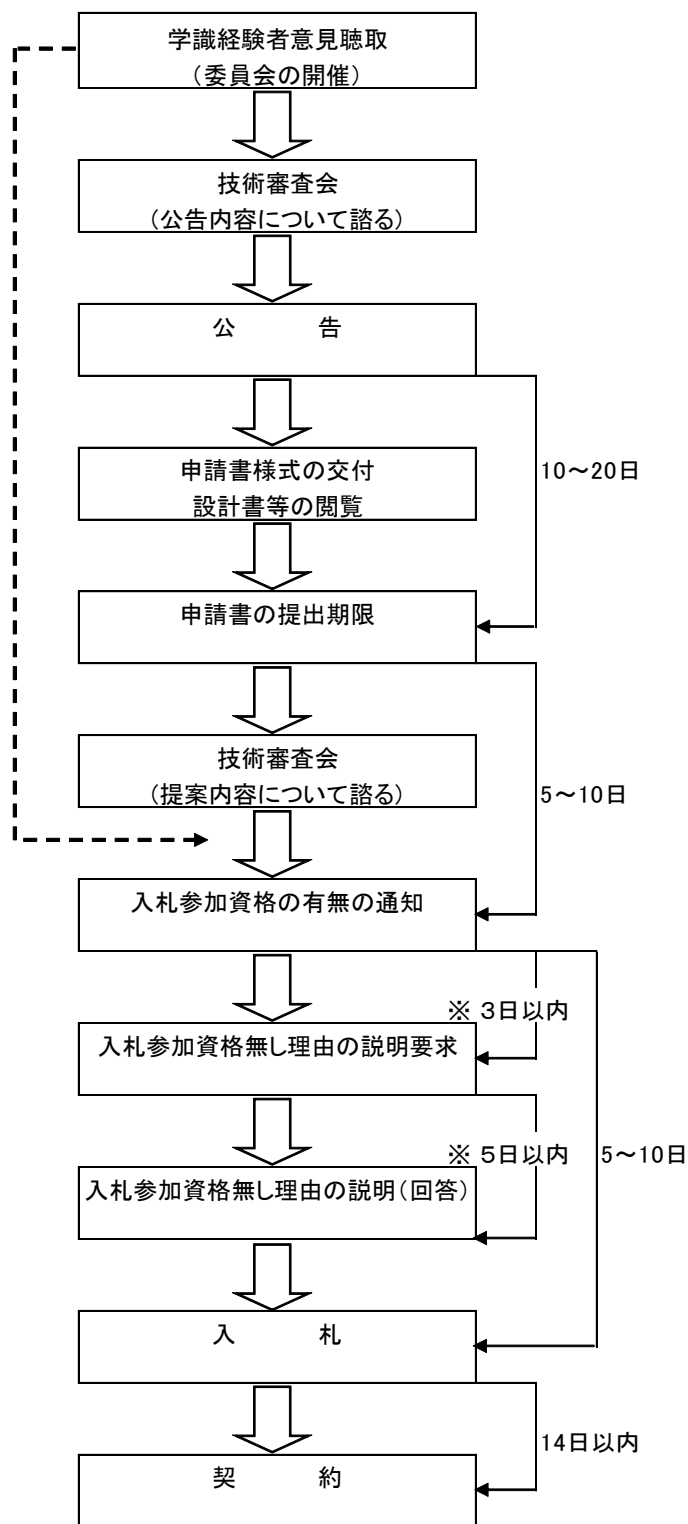 学識経験者意見聴取
（委員会の開催）
技術審査会
（公告内容について諮る）
公　　　告
申請書様式の交付
設計書等の閲覧
10～20日
申請書の提出期限
技術審査会
（提案内容について諮る）
5～10日
入札参加資格の有無の通知
※ ３日以内
入札参加資格無し理由の説明要求
※ ５日以内
5～10日
入札参加資格無し理由の説明（回答）
入　　　札
14日以内
契　　　約